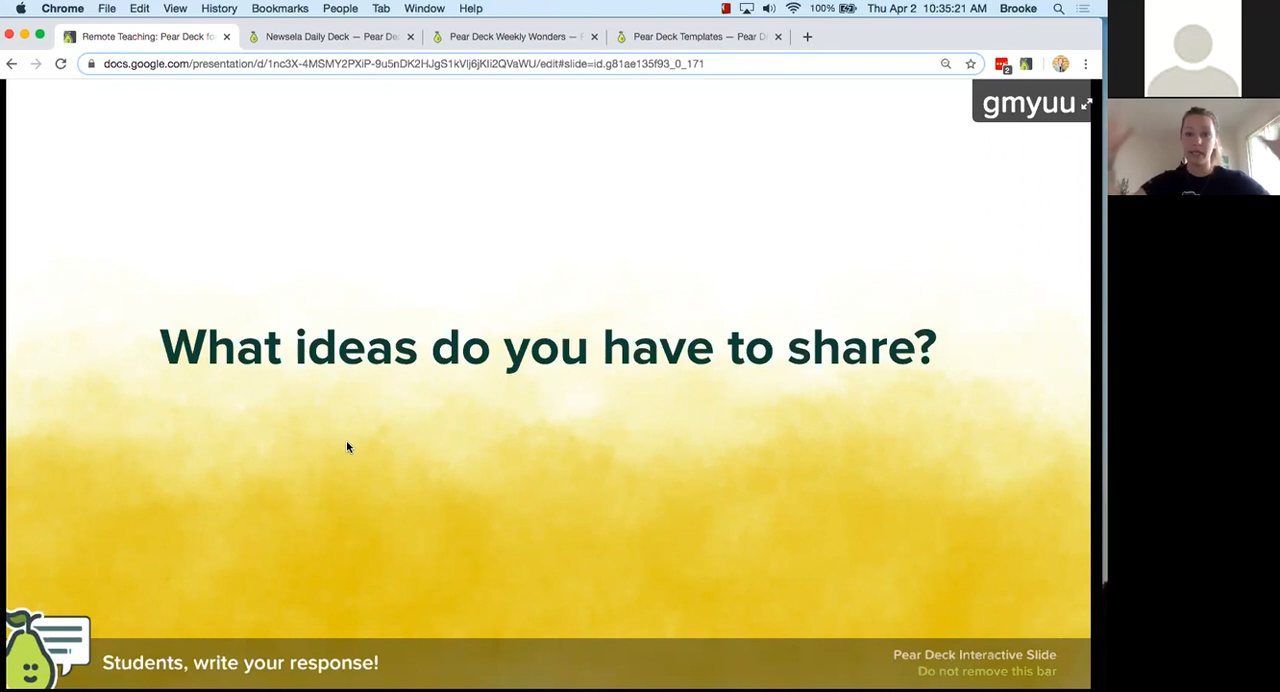 Chrome File Edit View History Bookmarks People Tab Window Help 100% Thu Apr 2 10:35:21 AM Brooke
Remote Teaching: Pear Deck fo
Newsela Daily Deck — Pear De
Pear Deck Weekly Wonders —
Pear Deck Templates — Pear D
docs.google.com/presentation/d/1nc3X-4MSMY2PXiP-9u5nDK2HJgS1kVlj6jKIi2QVaWU/edit#slide=id.g81ae135f93_0_171
2
gmyuu
What ideas do you have to share?
Students, write your response!
Pear Deck Interactive Slide
Do not remove this bar